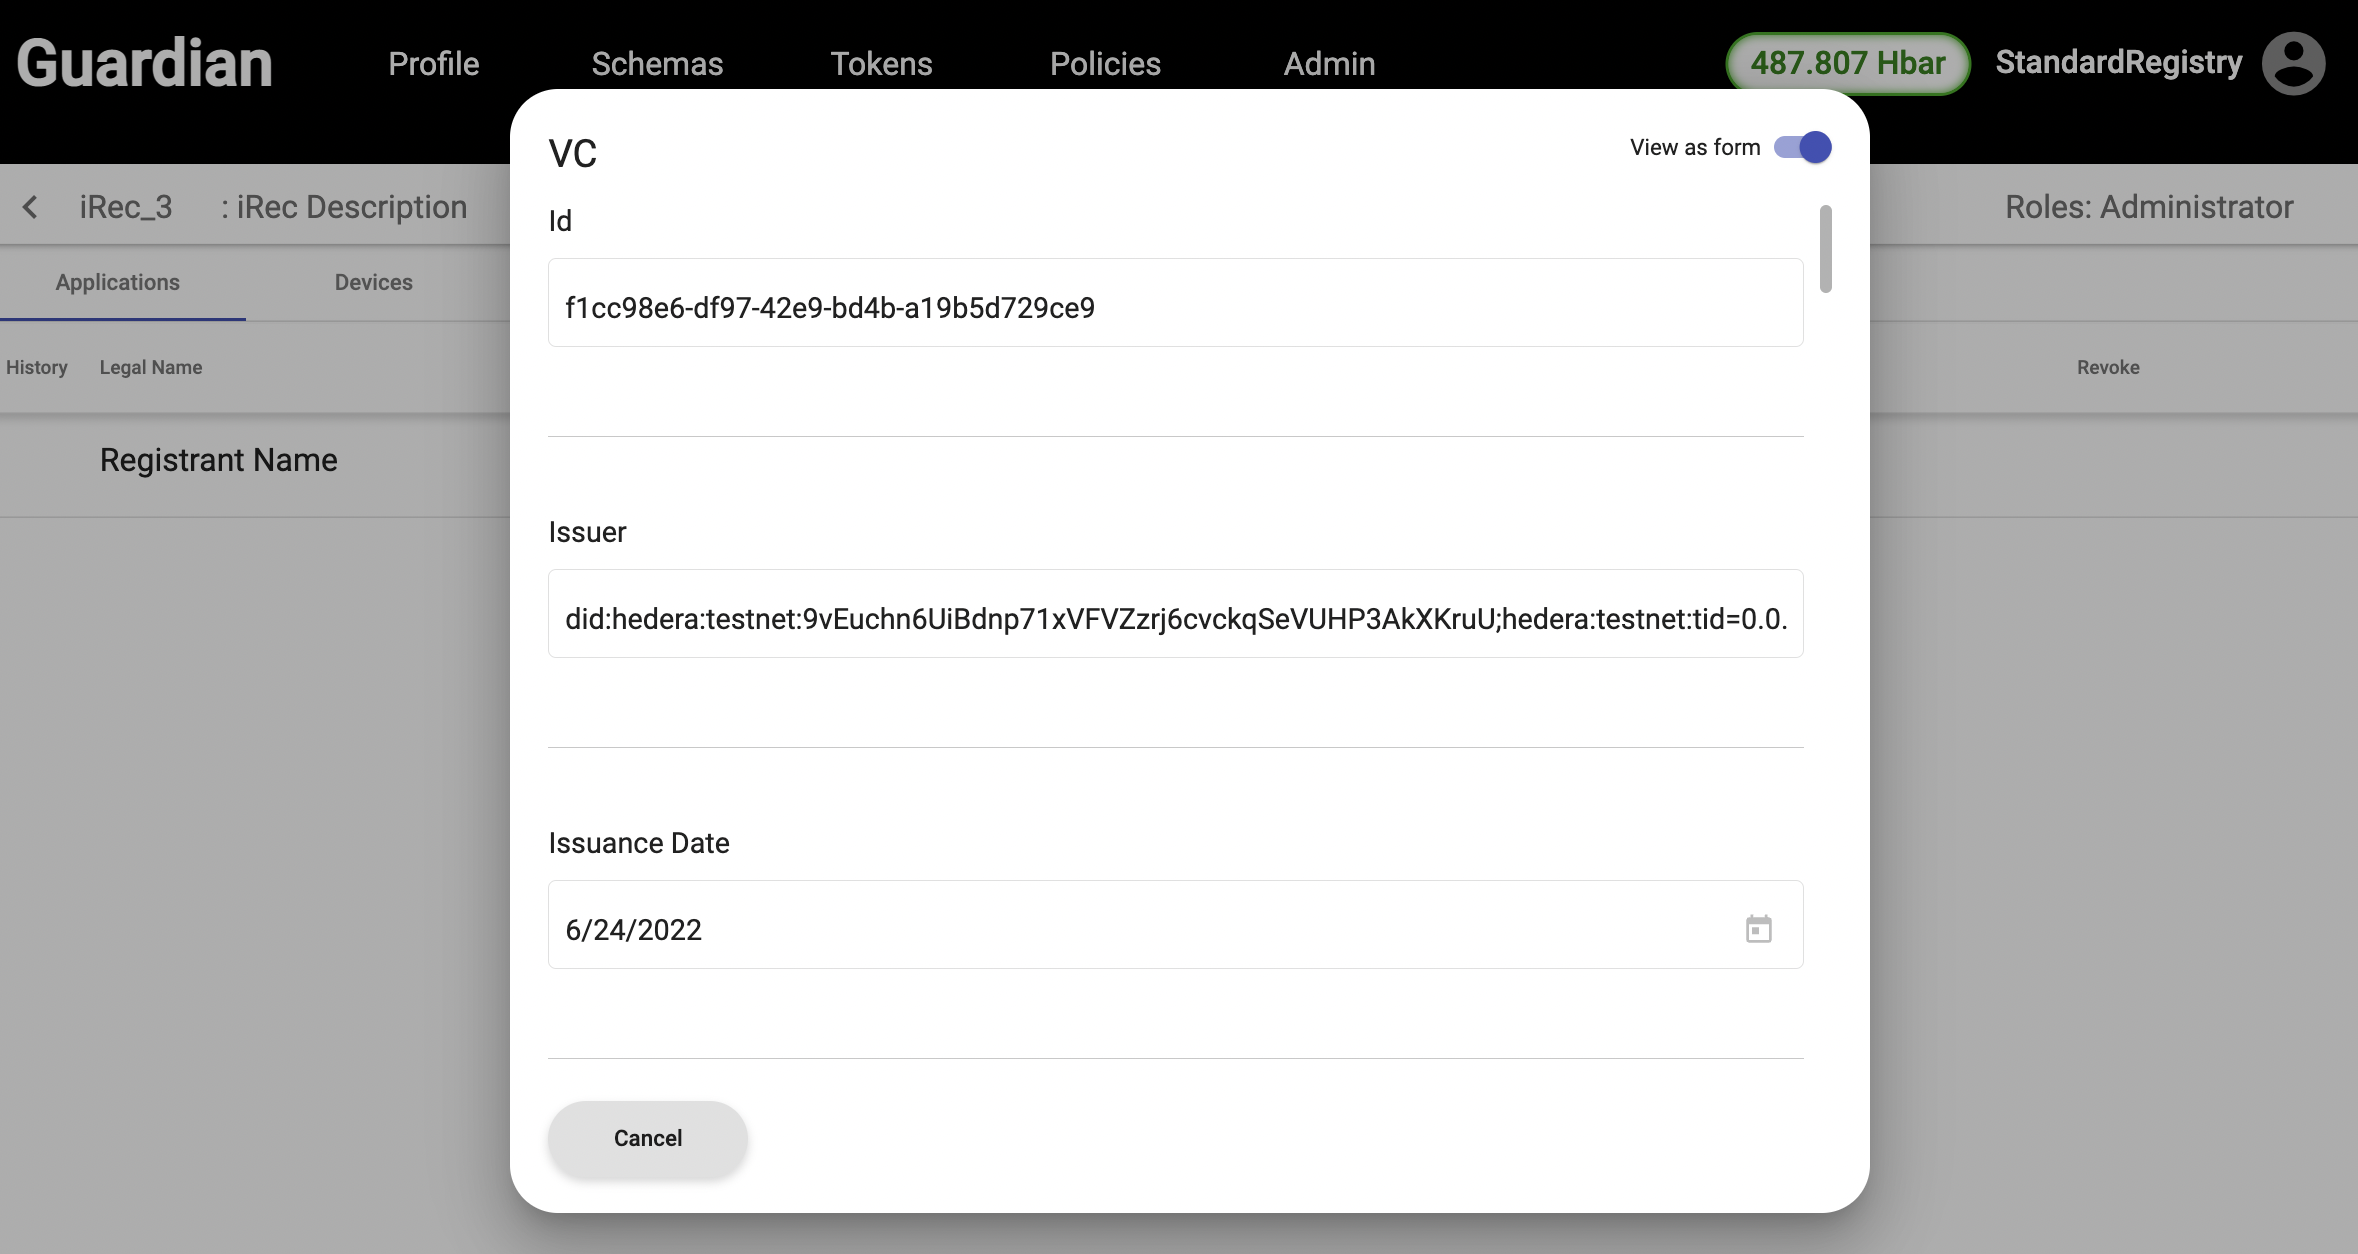 Guardian Profile Schemas Tokens Policies Admin 487.807 Hbar StandardRegistry
iRec_3 : iRec Description Roles: Administrator
Applications Devices
History Legal Name Revoke
Registrant Name
VC View as form
Id
f1cc98e6-df97-42e9-bd4b-a19b5d729ce9
Issuer
did:hedera:testnet:9vEuchn6UiBdnp71xVFVZzrj6cvckqSeVUHP3AkXKruU;hedera:testnet:tid=0.0.
Issuance Date
6/24/2022
Cancel